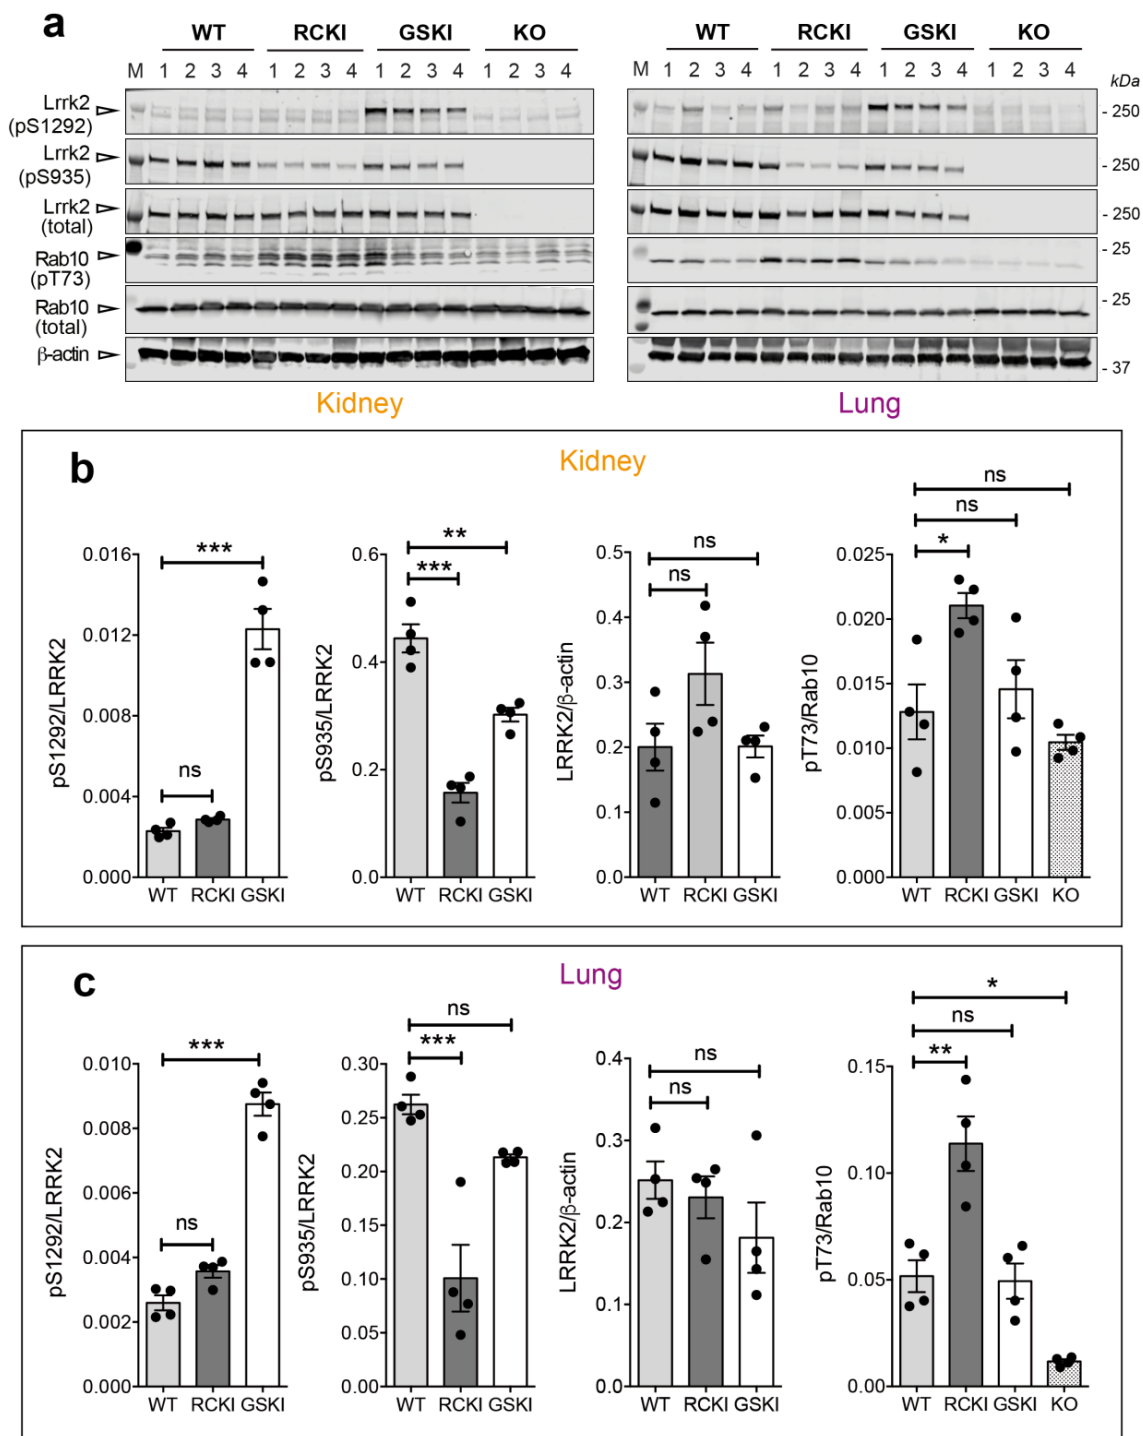 a
WT RCKI GSKI KO
M 1 2 3 4 1 2 3 4 1 2 3 4 1 2 3 4
WT RCKI GSKI KO
M 1 2 3 4 1 2 3 4 1 2 3 4 1 2 3 4
kDa
Lrrk2
(pS1292)
- 250
Lrrk2
(pS935)
- 250
Lrrk2
(total)
- 250
Rab10
(pT73)
- 25
Rab10
(total)
- 25
β-actin
- 37
Kidney
Lung
b
Kidney
pS1292/LRRK2
0.016
0.012
0.008
0.004
0.000
***
ns
WT RCKI GSKI
pS935/LRRK2
0.6
0.4
0.2
0.0
**
***
WT RCKI GSKI
LRRK2/β-actin
0.5
0.4
0.3
0.2
0.1
0.0
ns
ns
WT RCKI GSKI
pT73/Rab10
0.025
0.020
0.015
0.010
0.005
0.000
ns
ns
*
WT RCKI GSKI KO
c
Lung
pS1292/LRRK2
0.010
0.008
0.006
0.004
0.002
0.000
***
ns
WT RCKI GSKI
pS935/LRRK2
0.30
0.25
0.20
0.15
0.10
0.05
0.00
ns
***
WT RCKI GSKI
LRRK2/β-actin
0.4
0.3
0.2
0.1
0.0
ns
ns
WT RCKI GSKI
pT73/Rab10
0.15
0.10
0.05
0.00
*
ns
**
WT RCKI GSKI KO